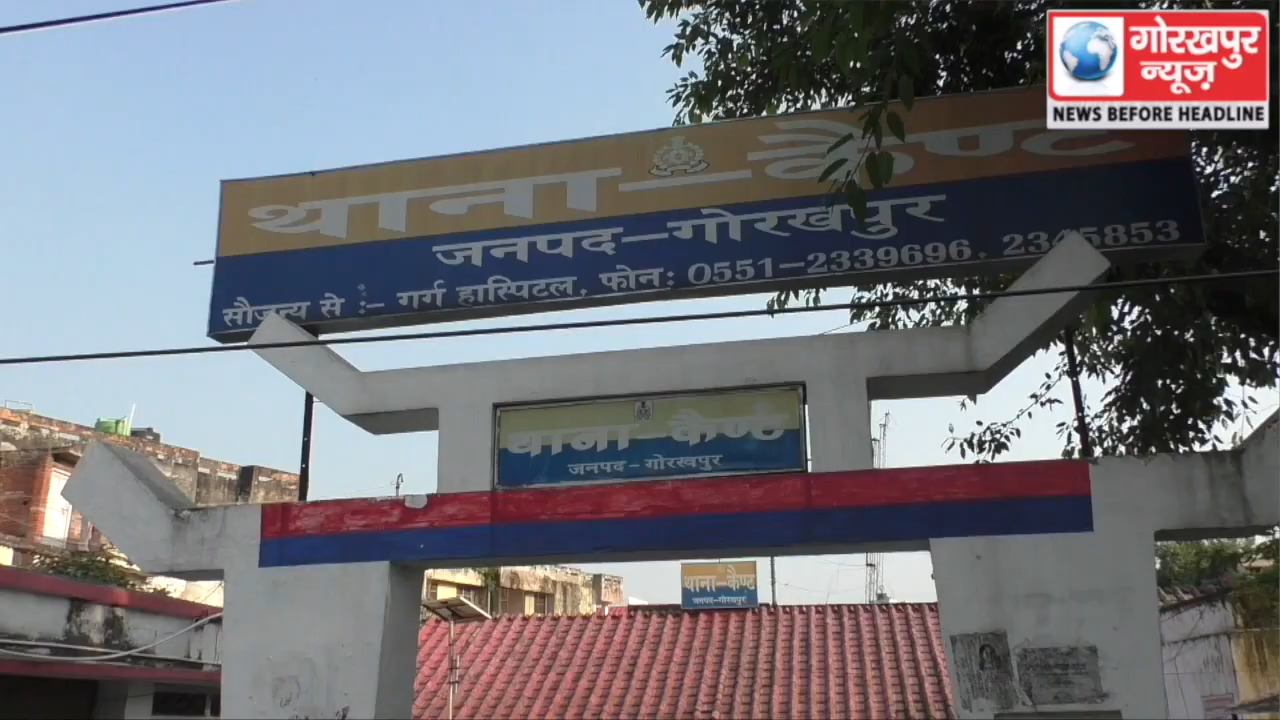 गोरखपुर
न्यूज़
NEWS BEFORE HEADLINE
थाना-कैण्ट
जनपद-गोरखपुर
सौजन्य से :- गर्ग हास्पिटल, फोन: 0551-2339696, 2345853
थाना-कैण्ट
जनपद - गोरखपुर
थाना-कैण्ट
जनपद-गोरखपुर